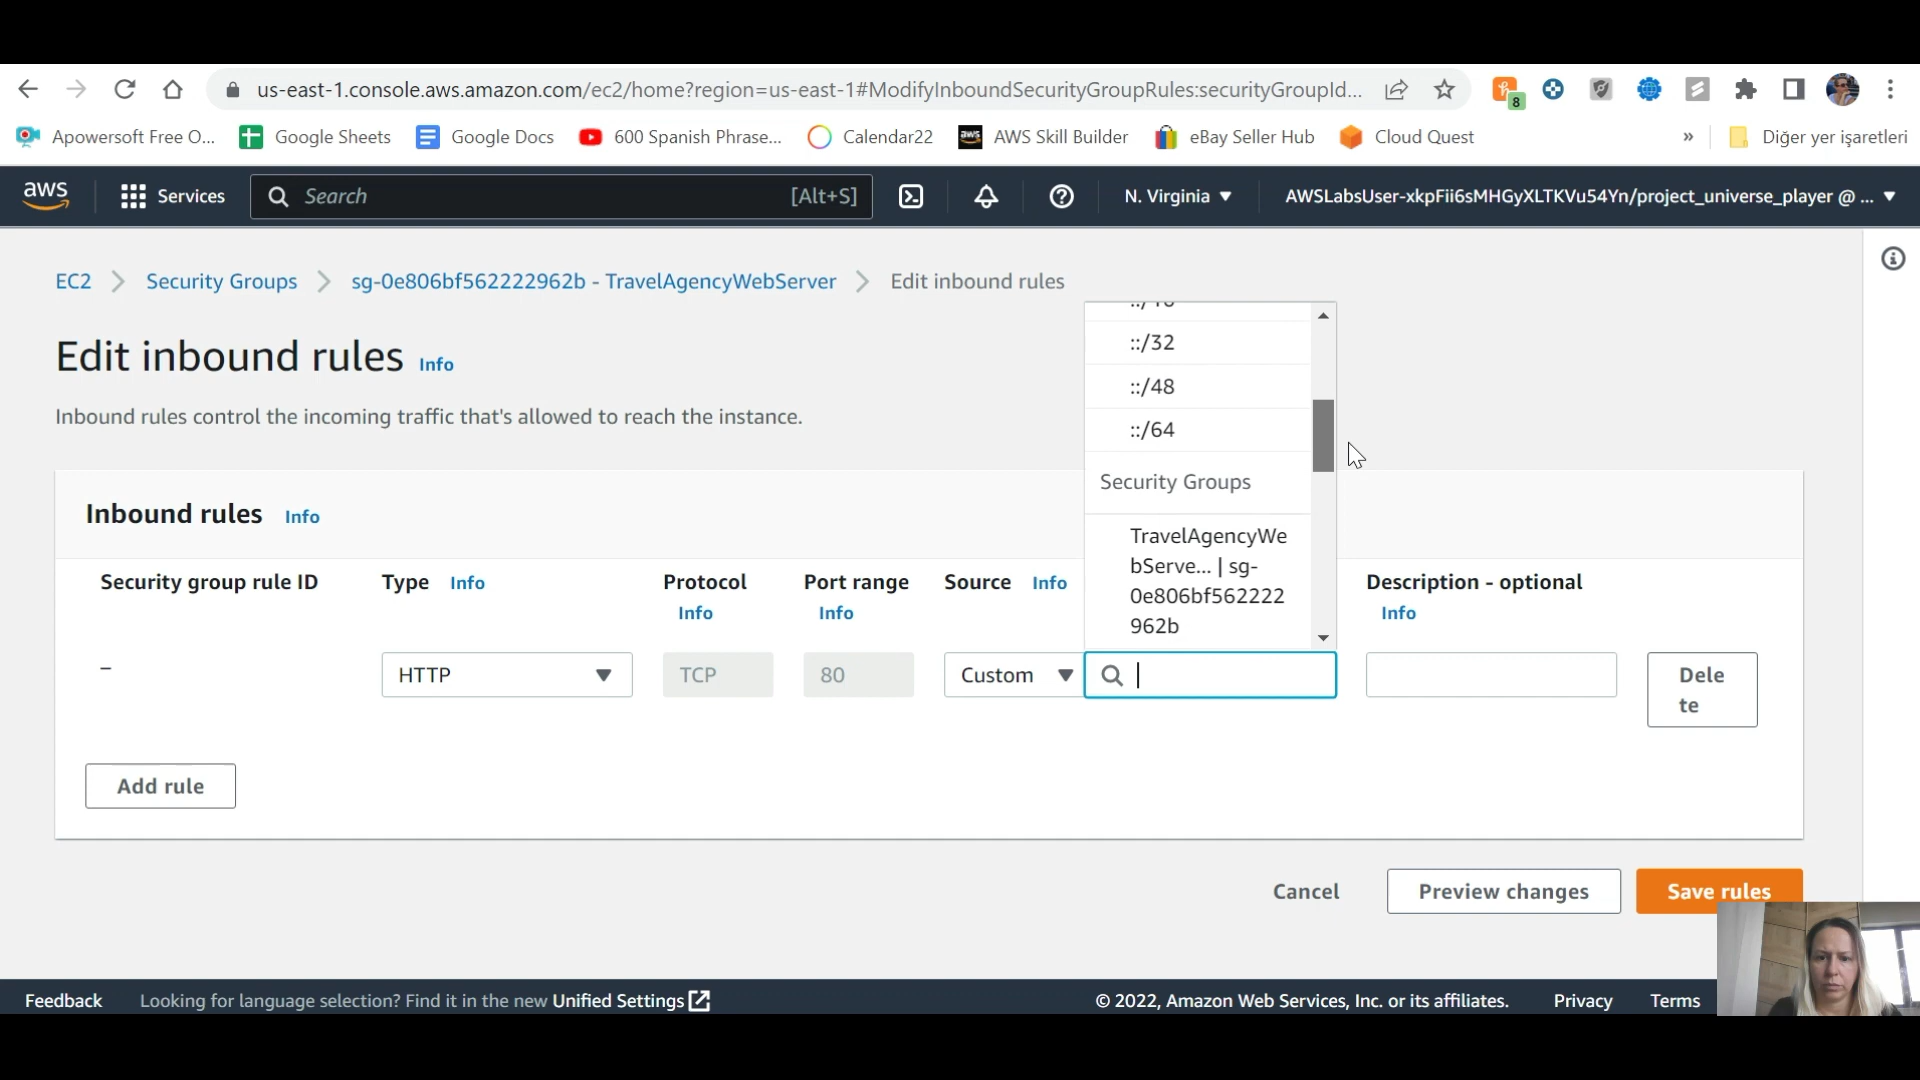 us-east-1.console.aws.amazon.com/ec2/home?region=us-east-1#ModifyInboundSecurityGroupRules:securityGroupId...
8
Apowersoft Free O...
Google Sheets
Google Docs
600 Spanish Phrase...
Calendar22
aws
AWS Skill Builder
eBay Seller Hub
Cloud Quest
»
Diğer yer işaretleri
aws
Services
Search
[Alt+S]
N. Virginia
AWSLabsUser-xkpFii6sMHGyXLTKVu54Yn/project_universe_player @ ...
EC2
Security Groups
sg-0e806bf562222962b - TravelAgencyWebServer
Edit inbound rules
Edit inbound rules Info
Inbound rules control the incoming traffic that's allowed to reach the instance.
::/32
::/48
::/64
Security Groups
TravelAgencyWe
bServe... | sg-
0e806bf562222
962b
Inbound rules Info
Security group rule ID
Type Info
Protocol
Info
Port range
Info
Source Info
Description - optional
Info
–
HTTP
TCP
80
Custom
Dele
te
Add rule
Cancel
Preview changes
Save rules
Feedback
Looking for language selection? Find it in the new Unified Settings
© 2022, Amazon Web Services, Inc. or its affiliates.
Privacy
Terms